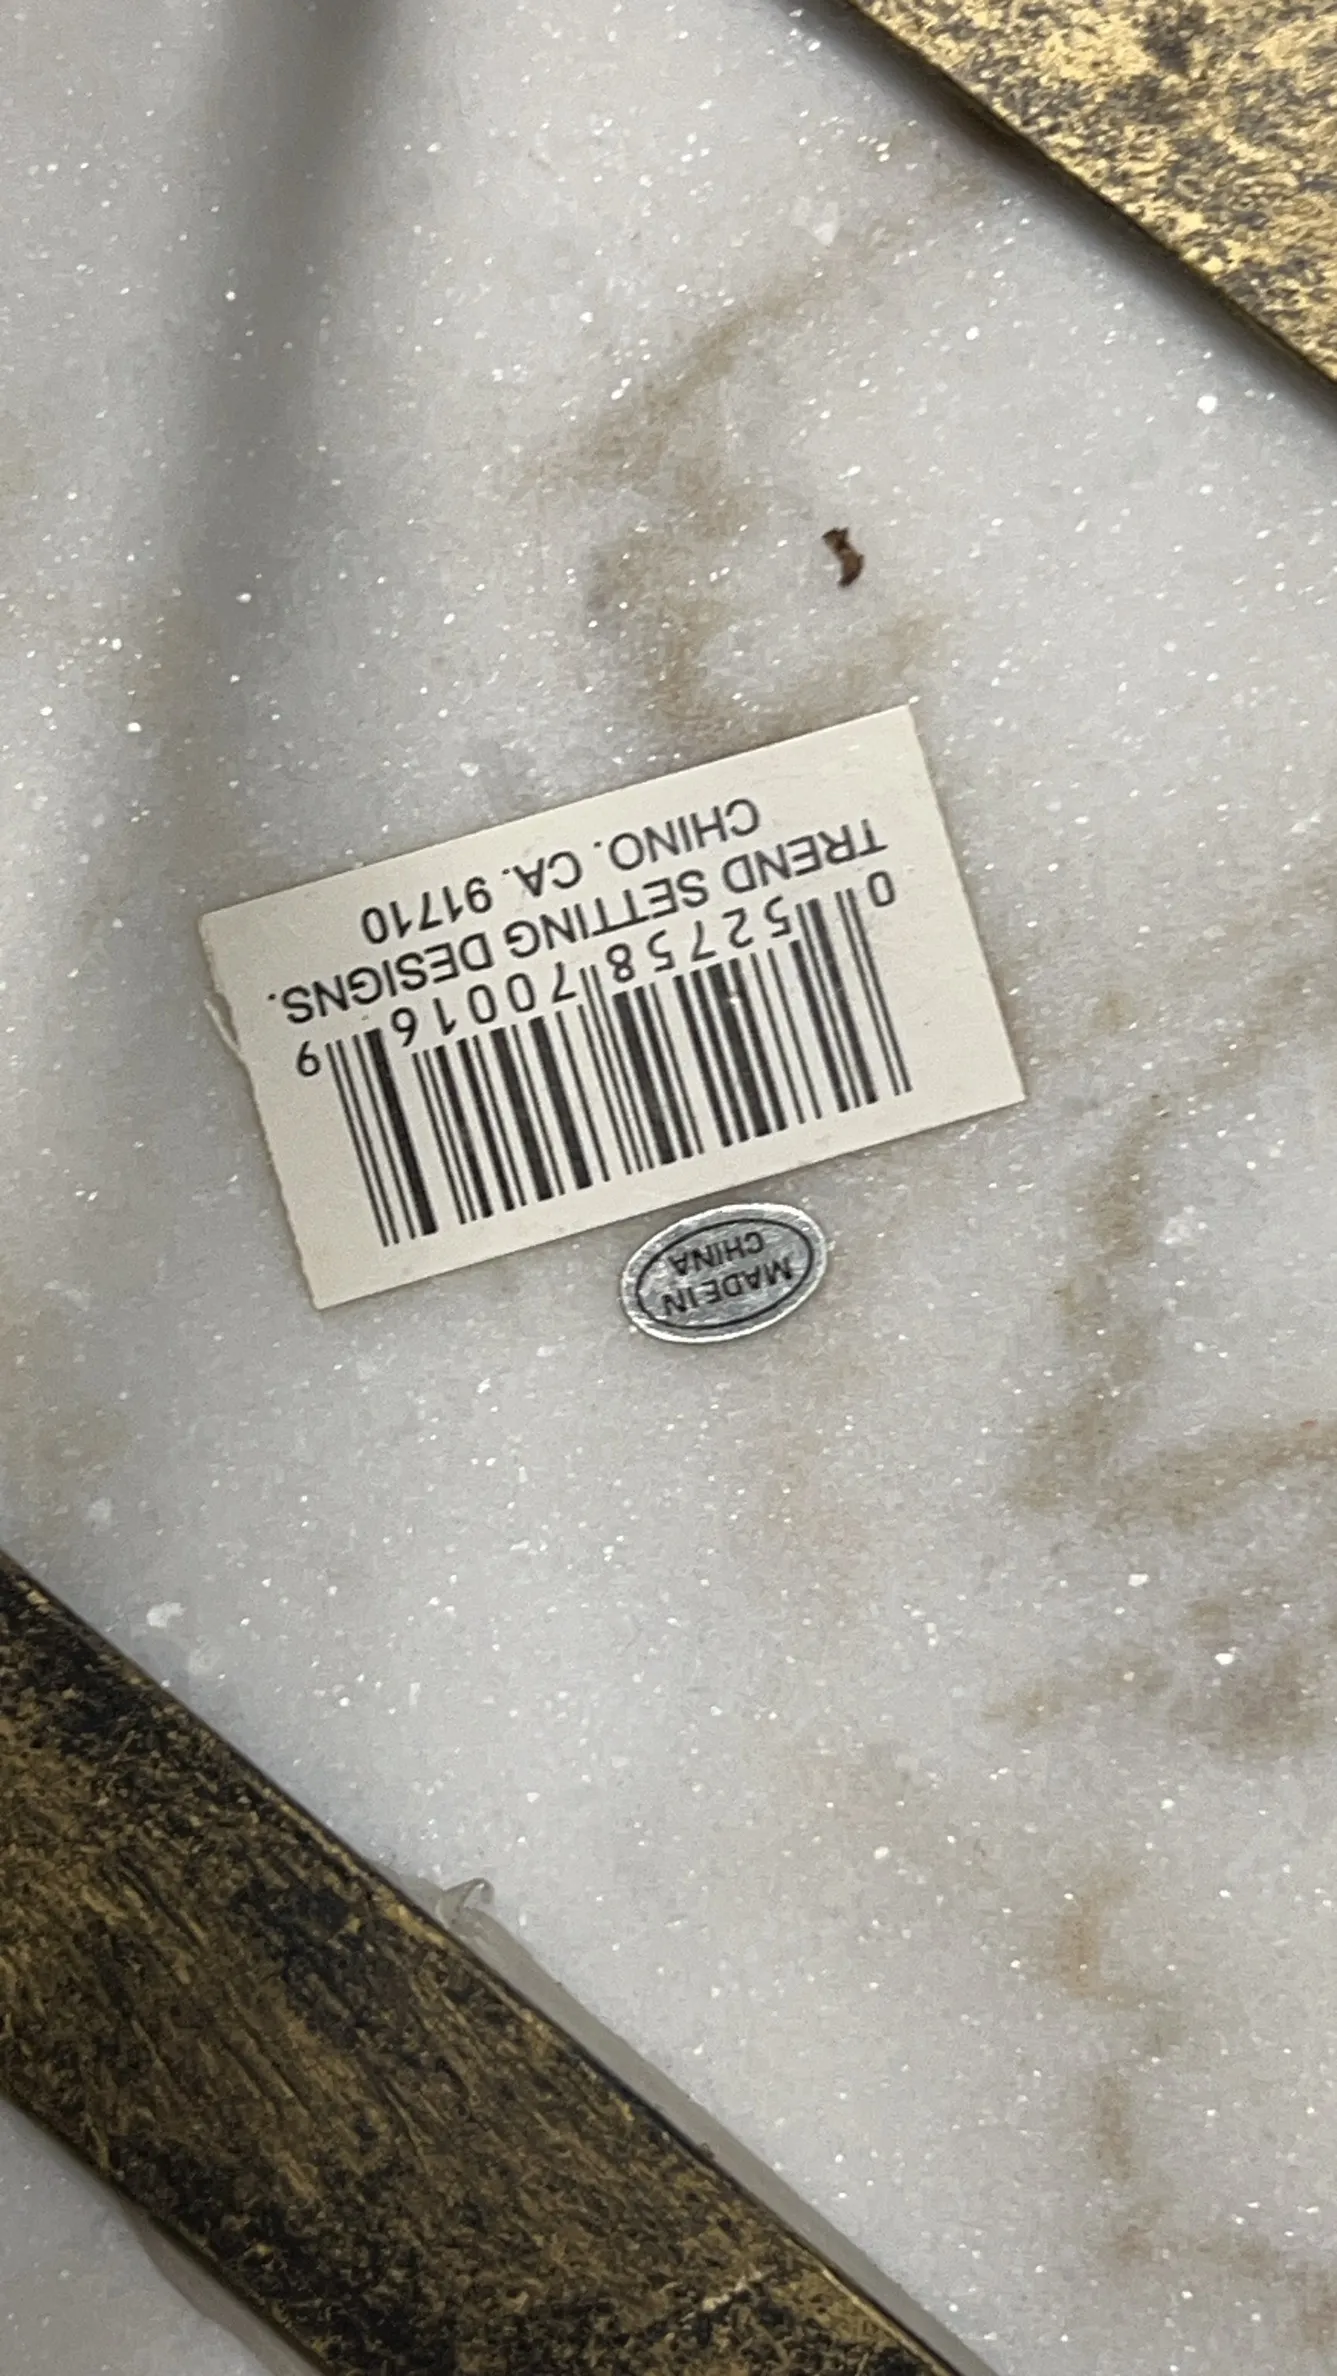 MADE IN
CHINA
0 52758 70016 9
TREND SETTING DESIGNS.
CHINO. CA. 91710